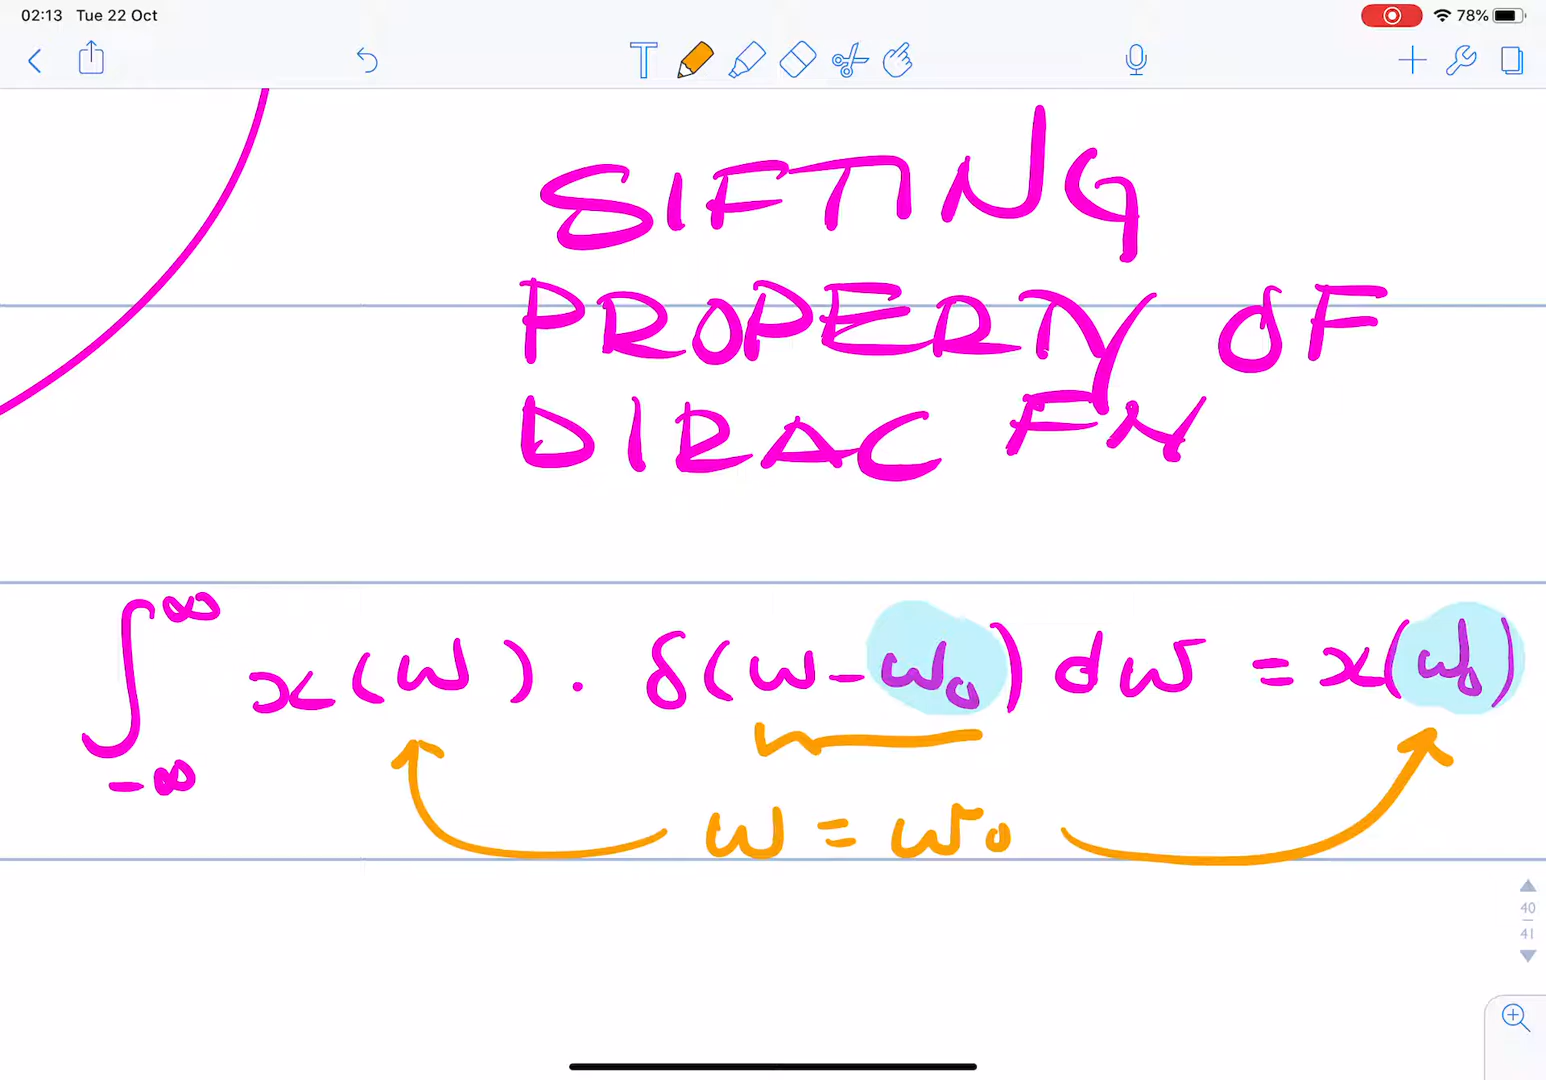 02:13 Tue 22 Oct 78%
T
SIFTING
PROPERTY OF
DIRAC FN
∫_{-∞}^{∞} x(ω) . δ(ω-ω₀) dω = x(ω₀)
ω = ω₀
40
41